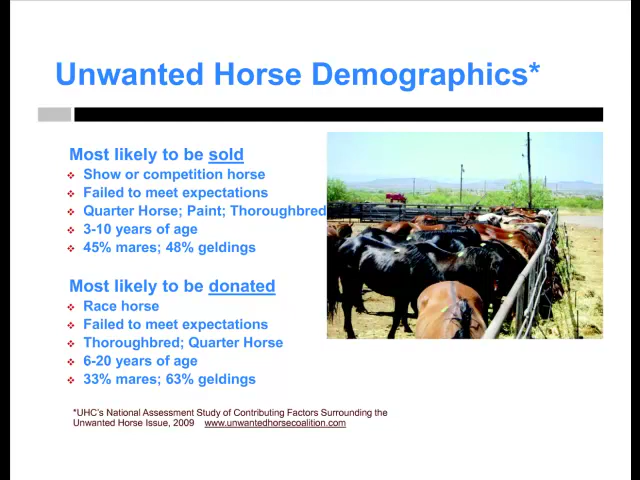 Unwanted Horse Demographics*
Most likely to be sold
Show or competition horse
Failed to meet expectations
Quarter Horse; Paint; Thoroughbred
3-10 years of age
45% mares; 48% geldings
Most likely to be donated
Race horse
Failed to meet expectations
Thoroughbred; Quarter Horse
6-20 years of age
33% mares; 63% geldings
*UHC's National Assessment Study of Contributing Factors Surrounding the
Unwanted Horse Issue, 2009 www.unwantedhorsecoalition.com